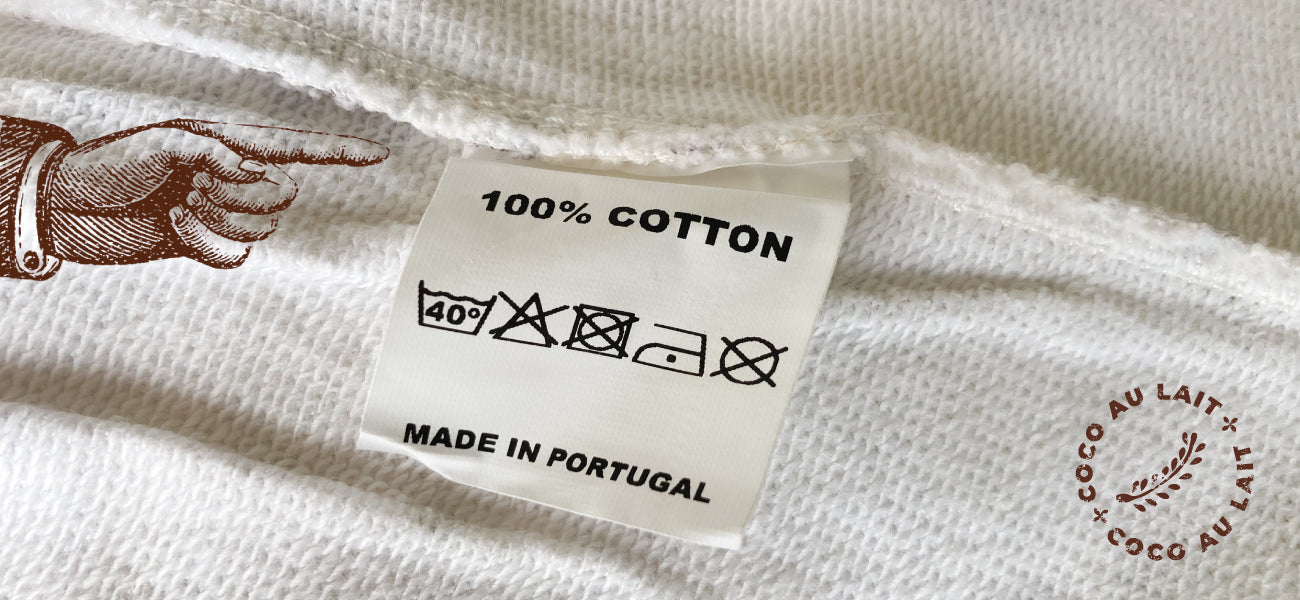 100% COTTON
40°
MADE IN PORTUGAL
COCO AU LAIT
COCO AU LAIT